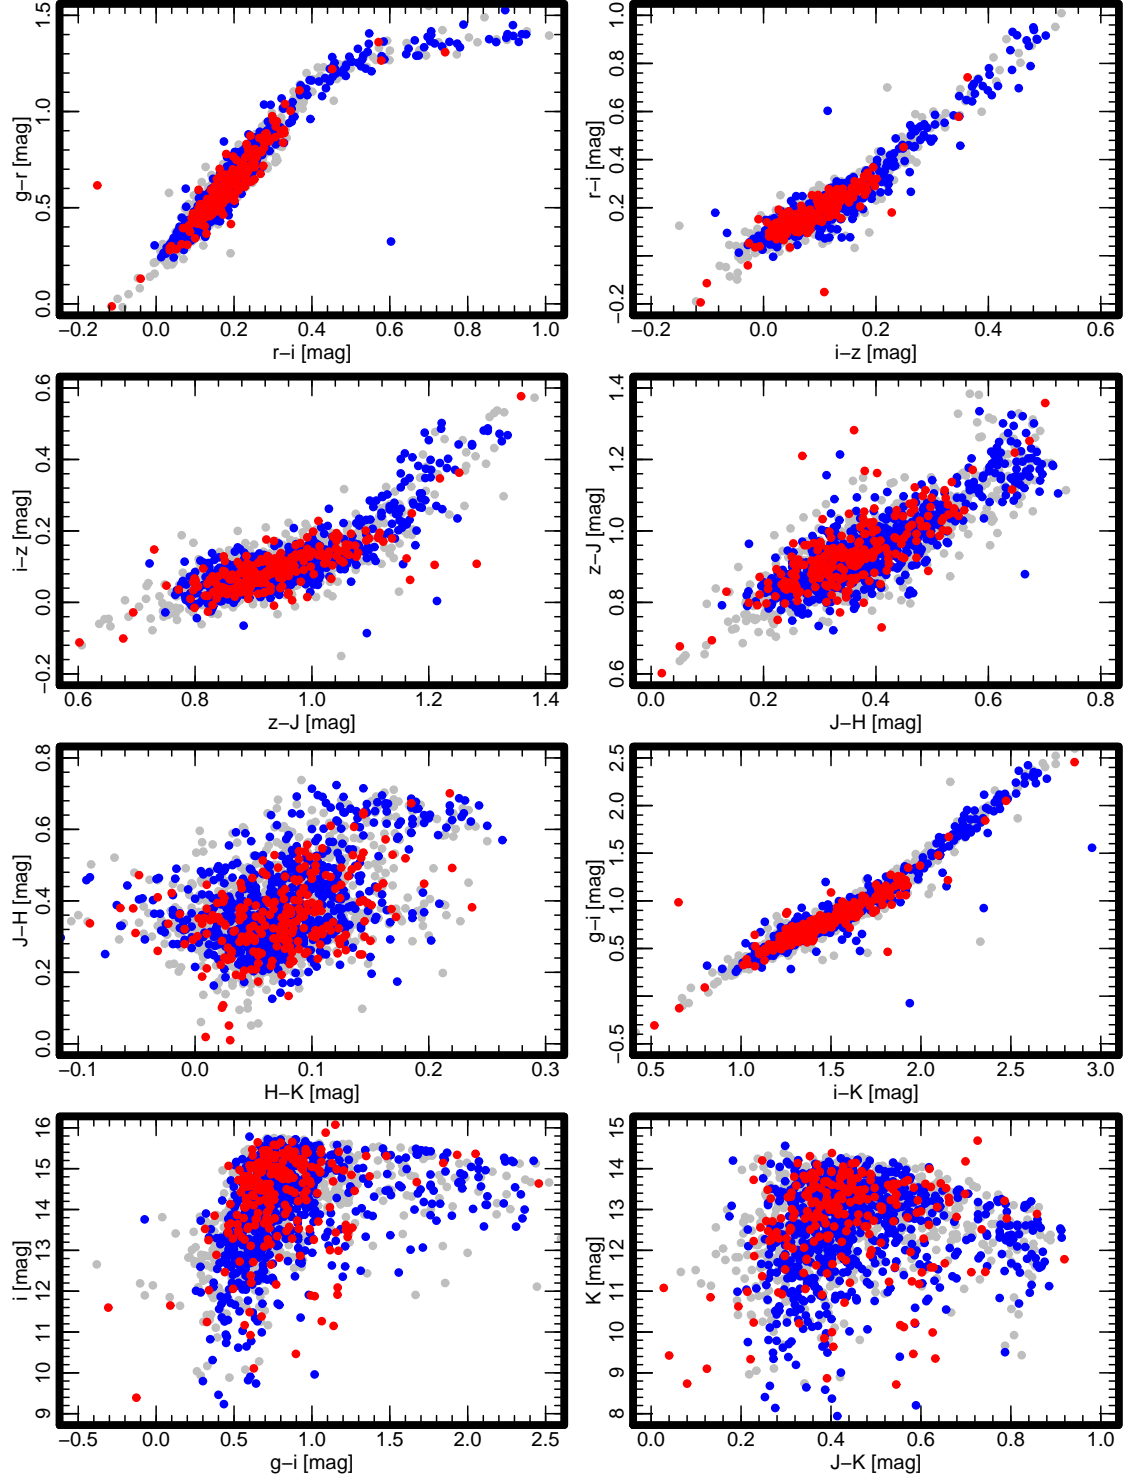 1.5
1.0
0.5
0.0
g−r [mag]
−0.2 0.0 0.2 0.4 0.6 0.8 1.0
r−i [mag]
1.0
0.8
0.6
0.4
0.2
−0.2
r−i [mag]
−0.2 0.0 0.2 0.4 0.6
i−z [mag]
0.6
0.4
0.2
0.0
−0.2
i−z [mag]
0.6 0.8 1.0 1.2 1.4
z−J [mag]
1.4
1.2
1.0
0.8
0.6
z−J [mag]
0.0 0.2 0.4 0.6 0.8
J−H [mag]
0.8
0.6
0.4
0.2
0.0
J−H [mag]
−0.1 0.0 0.1 0.2 0.3
H−K [mag]
2.5
2.0
1.5
1.0
0.5
−0.5
g−i [mag]
0.5 1.0 1.5 2.0 2.5 3.0
i−K [mag]
16
15
14
13
12
11
10
9
i [mag]
−0.5 0.0 0.5 1.0 1.5 2.0 2.5
g−i [mag]
15
14
13
12
11
10
9
8
K [mag]
0.0 0.2 0.4 0.6 0.8 1.0
J−K [mag]